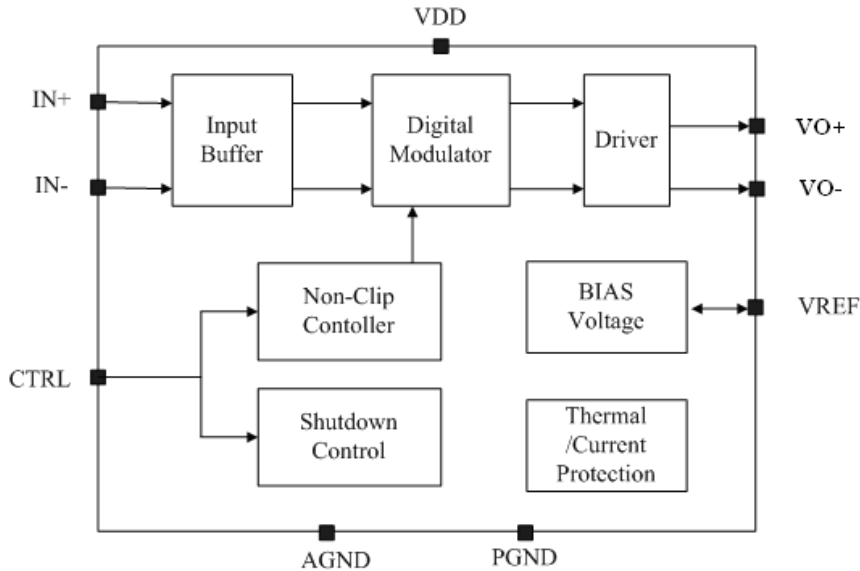 VDD
IN+
Input
Buffer
Digital
Modulator
Driver
VO+
IN-
VO-
Non-Clip
Contoller
BIAS
Voltage
VREF
CTRL
Shutdown
Control
Thermal
/Current
Protection
AGND
PGND